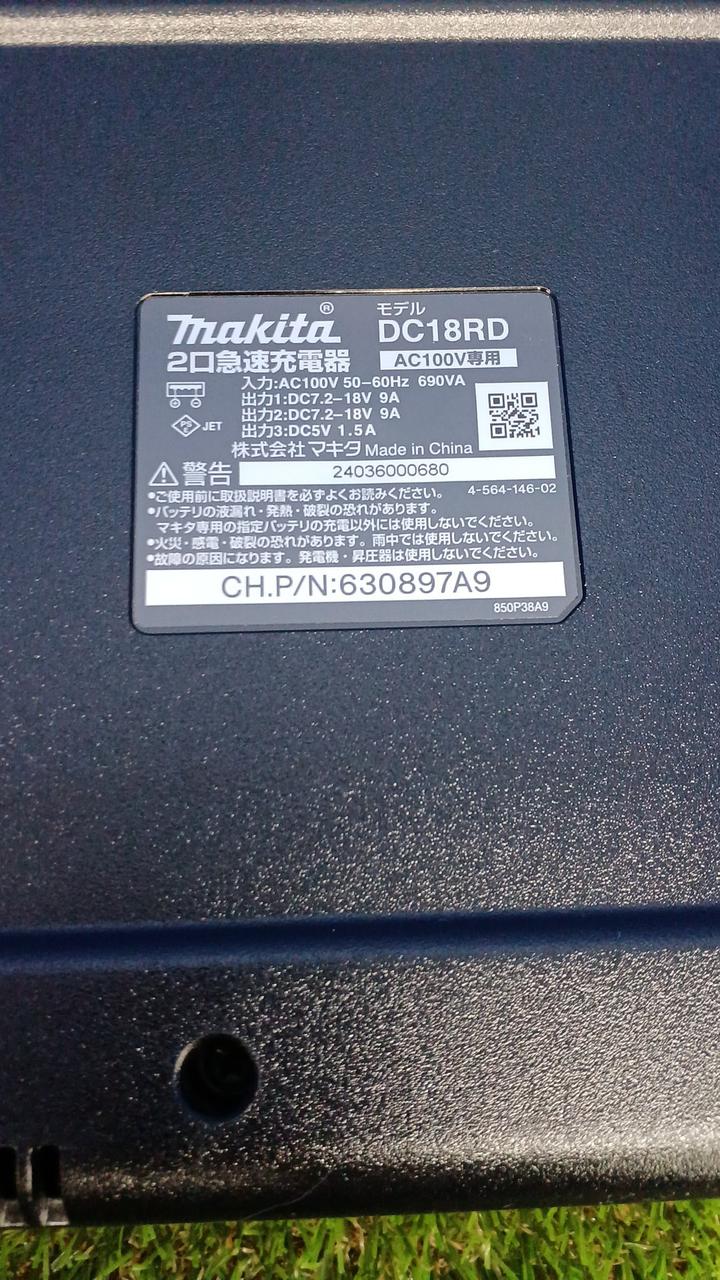 makita® モデル DC18RD
2口急速充電器 AC100V専用
入力:AC100V 50-60Hz 690VA
出力1:DC7.2-18V 9A
出力2:DC7.2-18V 9A
出力3:DC5V 1.5A
PS E JET
株式会社マキタ Made in China
⚠警告 24036000680
•ご使用前に取扱説明書を必ずよくお読みください。 4-564-146-02
•バッテリの液漏れ・発熱・破裂の恐れがあります。
マキタ専用の指定バッテリの充電以外には使用しないでください。
•火災・感電・破裂の恐れがあります。雨中では使用しないでください。
•故障の原因になります。発電機・昇圧器は使用しないでください。
CH.P/N:630897A9
850P38A9